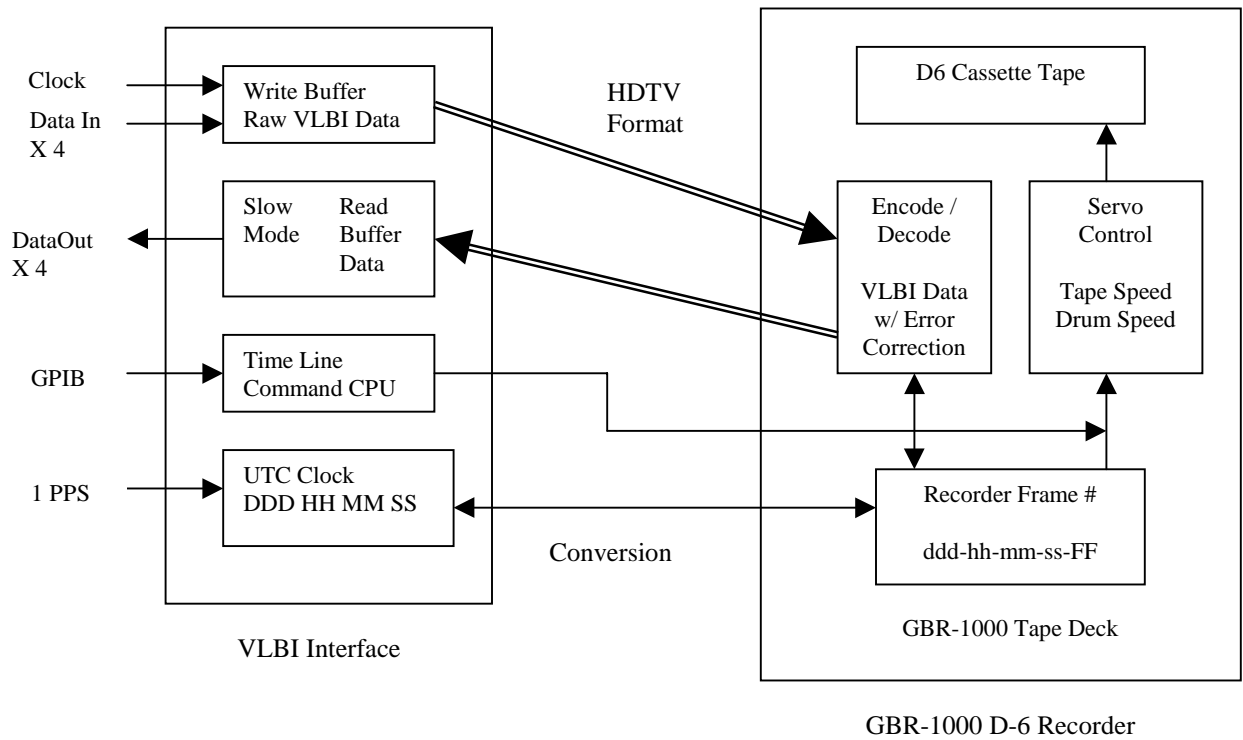 Clock
Data In
X 4
DataOut
X 4
GPIB
1 PPS
Write Buffer
Raw VLBI Data
Slow Read
Mode Buffer
Data
Time Line
Command CPU
UTC Clock
DDD HH MM SS
VLBI Interface
HDTV
Format
Conversion
D6 Cassette Tape
Encode /
Decode
VLBI Data
w/ Error
Correction
Servo
Control
Tape Speed
Drum Speed
Recorder Frame #
ddd-hh-mm-ss-FF
GBR-1000 Tape Deck
GBR-1000 D-6 Recorder